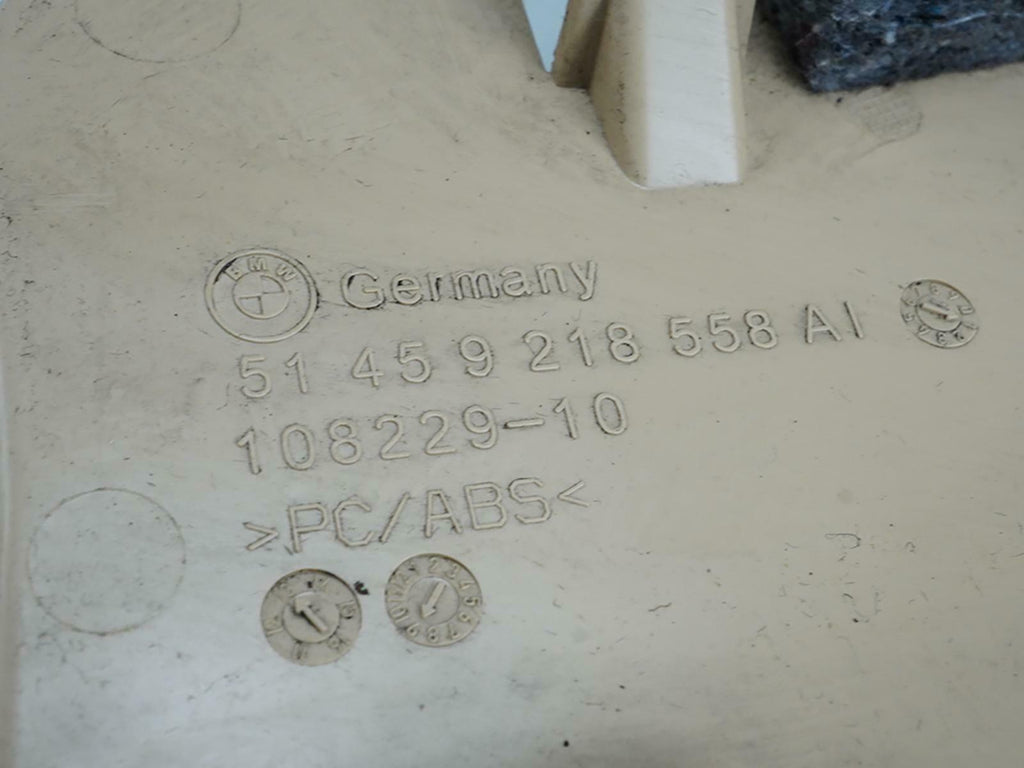 BMW Germany
51 45 9 218 558 AI
108229-10
>PC/ABS<